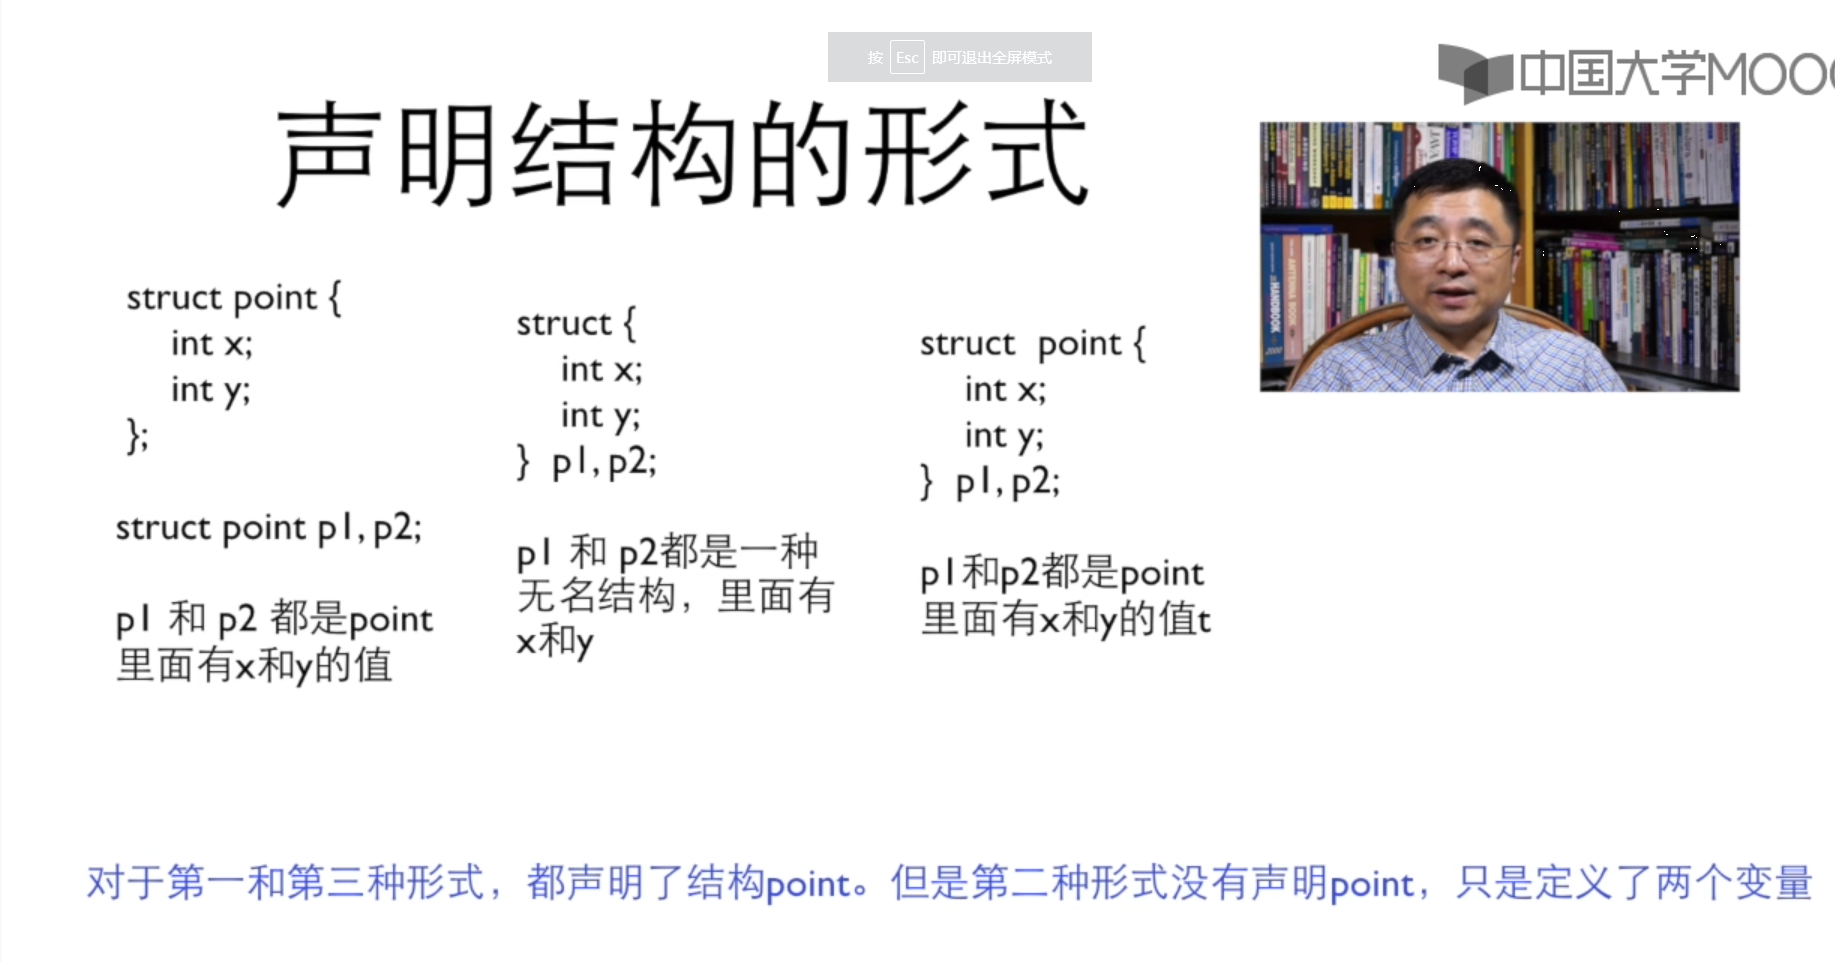 按 Esc 即可退出全屏模式
中国大学MOOC
声明结构的形式
struct point {
int x;
int y;
};
struct point p1, p2;
p1 和 p2 都是point
里面有x和y的值
struct {
int x;
int y;
} p1, p2;
p1 和 p2都是一种
无名结构，里面有
x和y
struct point {
int x;
int y;
} p1, p2;
p1和p2都是point
里面有x和y的值t
HANDBOOK
对于第一和第三种形式，都声明了结构point。但是第二种形式没有声明point，只是定义了两个变量